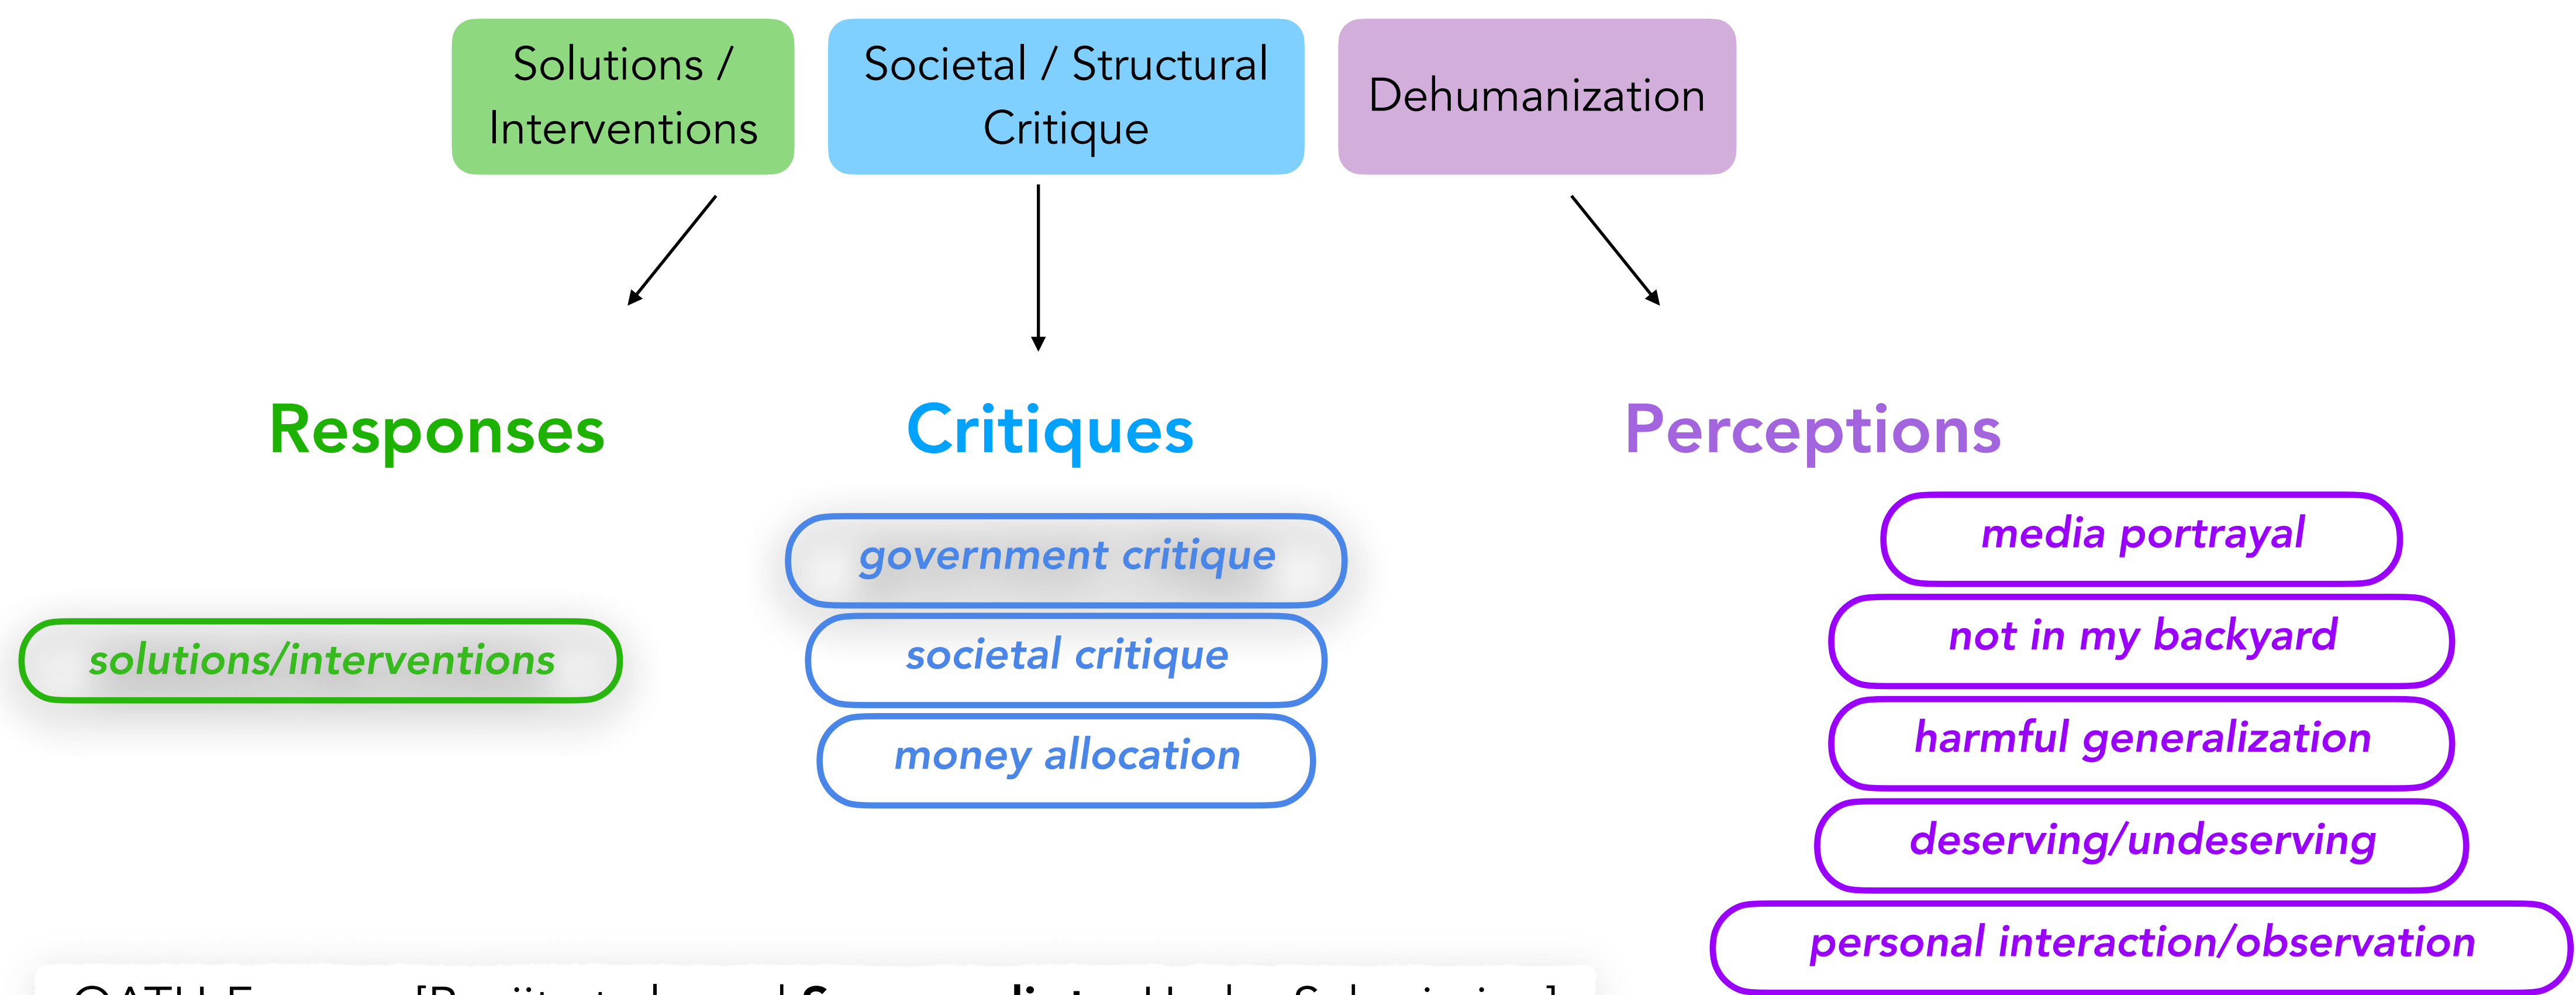 Solutions /
Interventions
Societal / Structural
Critique
Dehumanization
Responses
Critiques
Perceptions
solutions/interventions
government critique
societal critique
money allocation
media portrayal
not in my backyard
harmful generalization
deserving/undeserving
personal interaction/observation